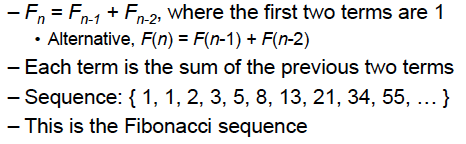 – Fn = Fn-1 + Fn-2, where the first two terms are 1
• Alternative, F(n) = F(n-1) + F(n-2)
– Each term is the sum of the previous two terms
– Sequence: { 1, 1, 2, 3, 5, 8, 13, 21, 34, 55, … }
– This is the Fibonacci sequence